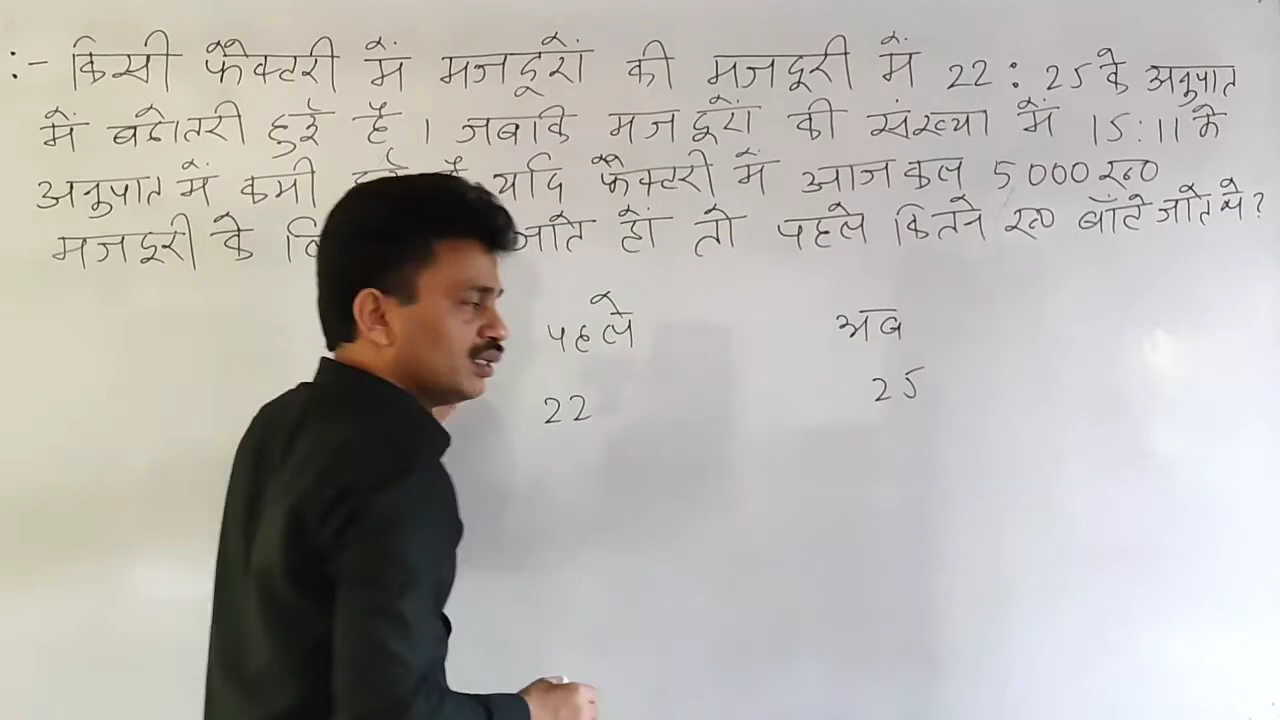 :- किसी फैक्टरी में मजदूरों की मजदूरी में 22 : 25 के अनुपात
में बढोतरी हुई है । जबकि मजदूरों की संख्या में 15:11 के
अनुपात में कमी यदि फैक्टरी में आजकल 5000 रू०
मजदूरी के जाते हों तो पहले कितने रू० बाँटे जाते थे ?
पहले अब
22 25